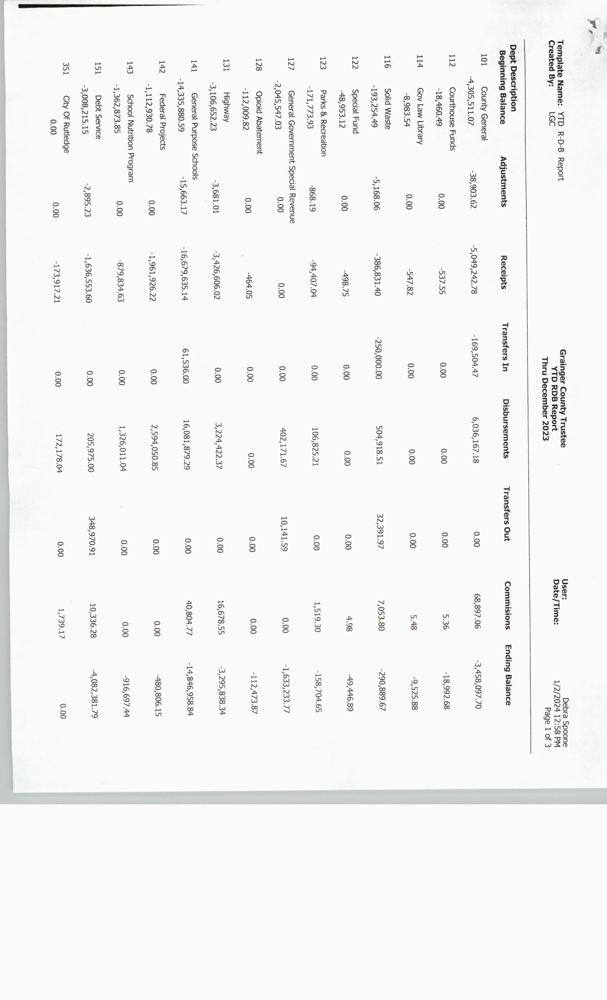 Template Name: YTD R-D-B Report
Created By: LGC
Grainger County Trustee
YTD RDB Report
Thru December 2023
User: Debra Spoone
Date/Time: 1/2/2024 12:58 PM
Page 1 of 3
Dept Description
Beginning Balance Adjustments Receipts Transfers In Disbursements Transfers Out Commisions Ending Balance
101 County General
-4,305,511.07 -38,903.62 -5,049,242.78 -169,504.47 6,036,167.18 0.00 68,897.06 -3,458,097.70
112 Courthouse Funds
-18,460.49 0.00 -537.55 0.00 0.00 0.00 5.36 -18,992.68
114 Gov Law Library
-8,983.54 0.00 -547.82 0.00 0.00 0.00 5.48 -9,525.88
116 Solid Waste
-193,254.49 -5,168.06 -386,831.40 -250,000.00 504,918.51 32,391.97 7,053.80 -290,889.67
122 Special Fund
-48,953.12 0.00 -498.75 0.00 0.00 0.00 4.98 -49,446.89
123 Parks & Recreation
-171,773.93 -868.19 -94,407.04 0.00 106,825.21 0.00 1,519.30 -158,704.65
127 General Government Special Revenue
-2,045,547.03 0.00 0.00 0.00 402,171.67 10,141.59 0.00 -1,633,233.77
128 Opioid Abatement
-112,009.82 0.00 -464.05 0.00 0.00 0.00 0.00 -112,473.87
131 Highway
-3,106,652.23 -3,681.01 -3,426,606.02 0.00 3,224,422.37 0.00 16,678.55 -3,295,838.34
141 General Purpose Schools
-14,335,880.59 -15,663.17 -16,679,635.14 61,536.00 16,081,879.29 0.00 40,804.77 -14,846,958.84
142 Federal Projects
-1,112,930.78 0.00 -1,961,926.22 0.00 2,594,050.85 0.00 0.00 -480,806.15
143 School Nutrition Program
-1,362,873.85 0.00 -879,834.63 0.00 1,326,011.04 0.00 0.00 -916,697.44
151 Debt Service
-3,008,215.15 -2,895.23 -1,636,553.60 0.00 205,975.00 348,970.91 10,336.28 -4,082,381.79
351 City Of Rutledge
0.00 0.00 -173,917.21 0.00 172,178.04 0.00 1,739.17 0.00